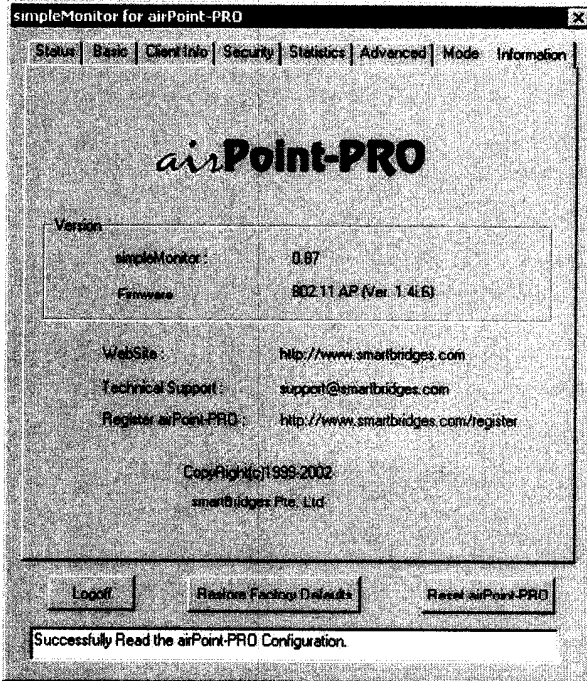 simpleMonitor for airPoint-PRO
Status Basic Client Info Security Statistics Advanced Mode Information
airPoint-PRO
Version
simpleMonitor : 0.87
Firmware 802.11 AP (Ver. 1.4i.6)
WebSite : http://www.smartbridges.com
Technical Support : support@smartbridges.com
Register airPoint-PRO : http://www.smartbridges.com/register
CopyRight(c)1999-2002
smartBridges Pte. Ltd
Logoff Restore Factory Defaults Reset airPoint-PRO
Successfully Read the airPoint-PRO Configuration.